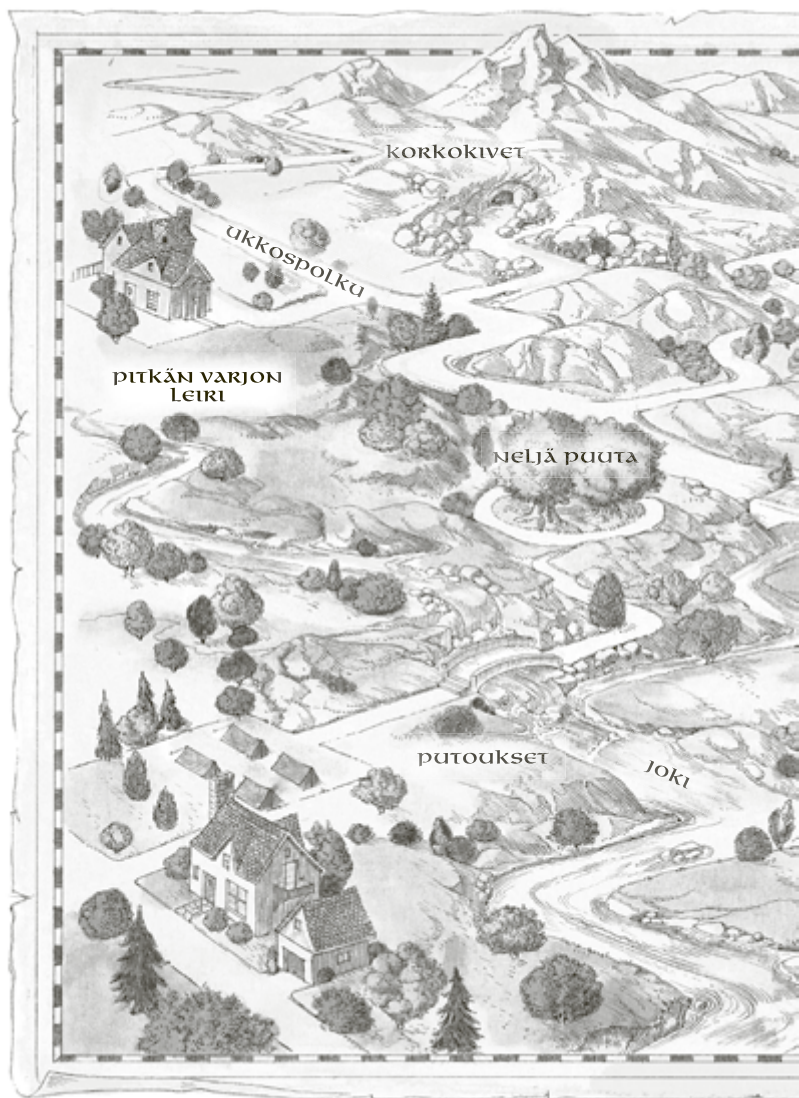 KORKOKIVET
UKKOSPOLKU
PITKÄN VARJON
LEIRI
NELJÄ PUUTA
PUTOUKSET
JOKI